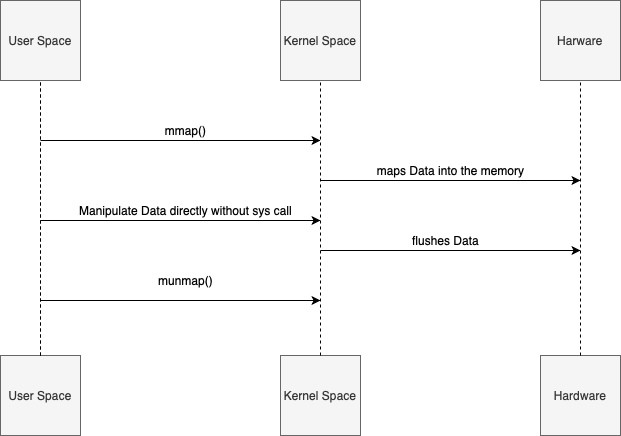 User Space
Kernel Space
Harware
mmap()
maps Data into the memory
Manipulate Data directly without sys call
flushes Data
munmap()
User Space
Kernel Space
Hardware